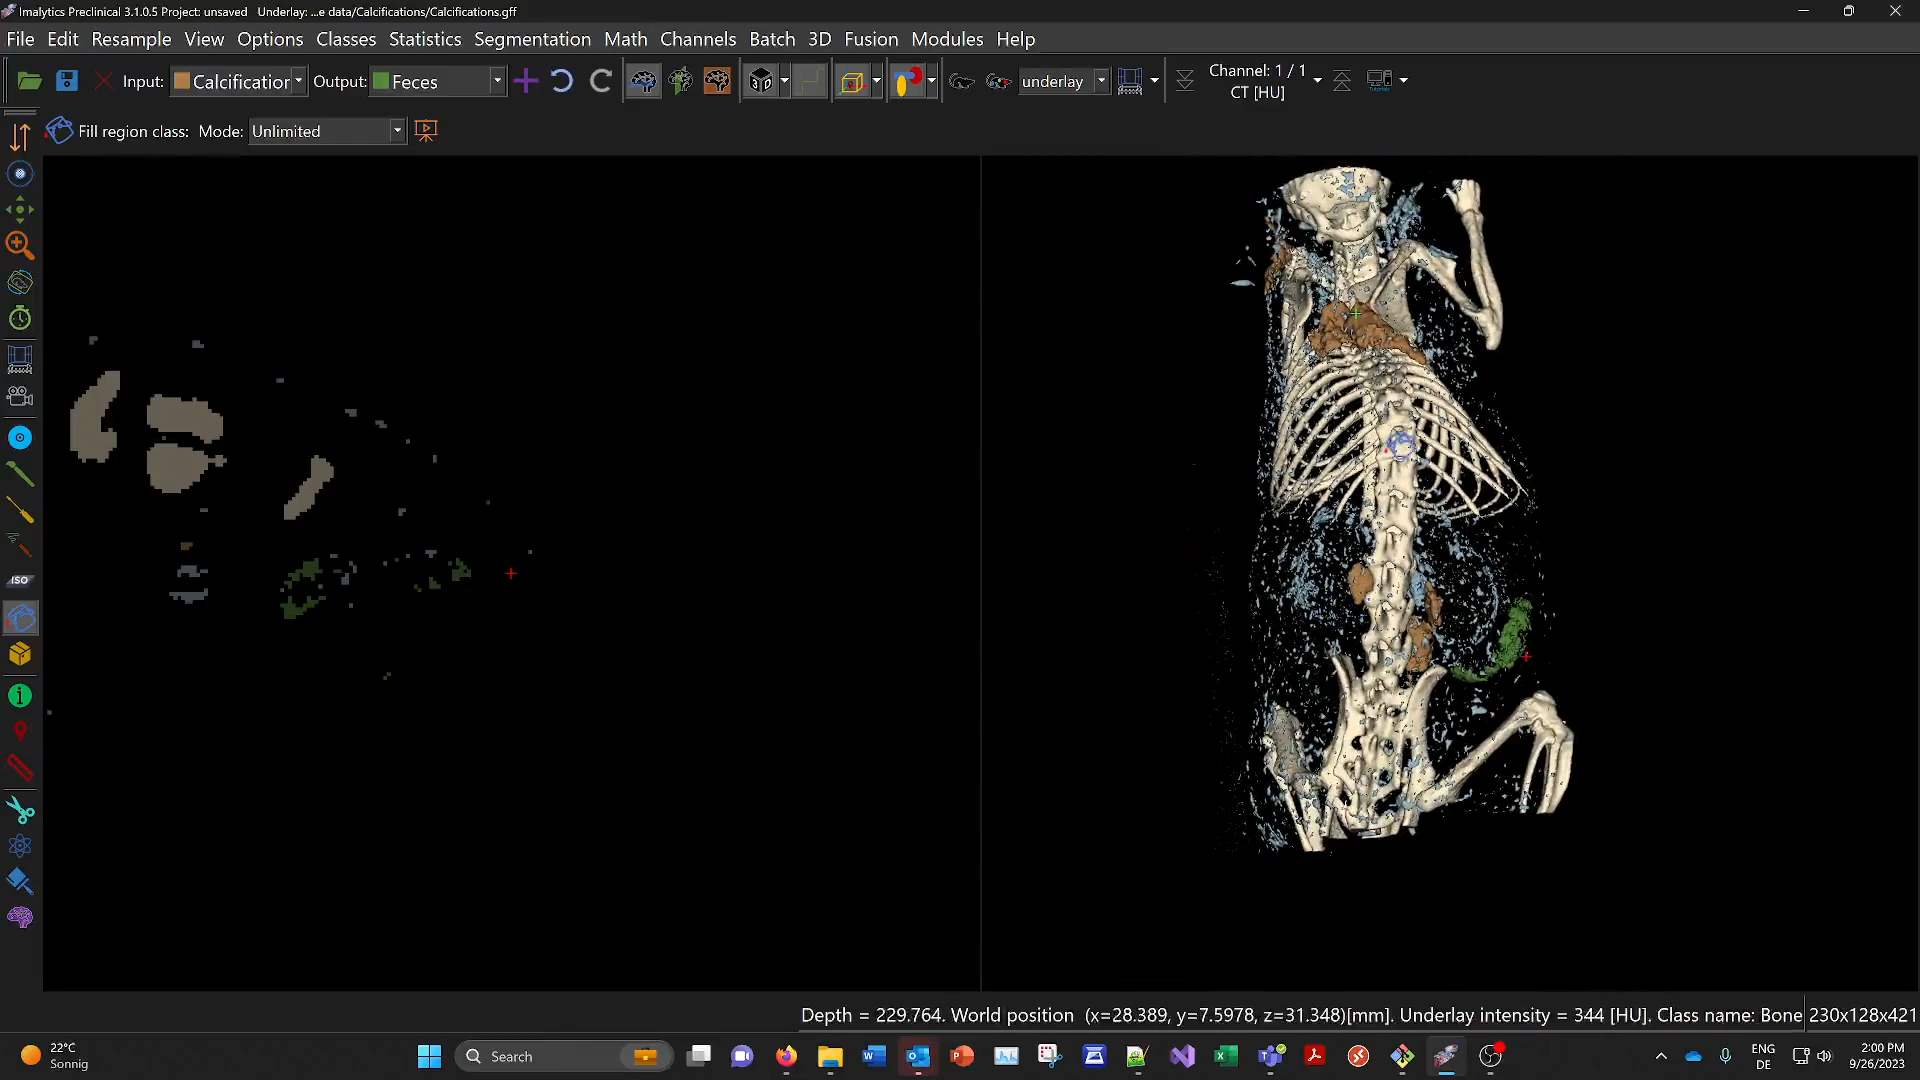 Imalytics Preclinical 3.1.0.5 Project: unsaved   Underlay: ...e data/Calcifications/Calcifications.gff
File Edit Resample View Options Classes Statistics Segmentation Math Channels Batch 3D Fusion Modules Help
Input: Calcification Output: Feces underlay Channel: 1 / 1
CT [HU]
Fill region class: Mode: Unlimited
ISO
Depth = 229.764. World position (x=28.389, y=7.5978, z=31.348)[mm]. Underlay intensity = 344 [HU]. Class name: Bone 230x128x421
22°C
Sonnig
Search
ENG
DE
2:00 PM
9/26/2023